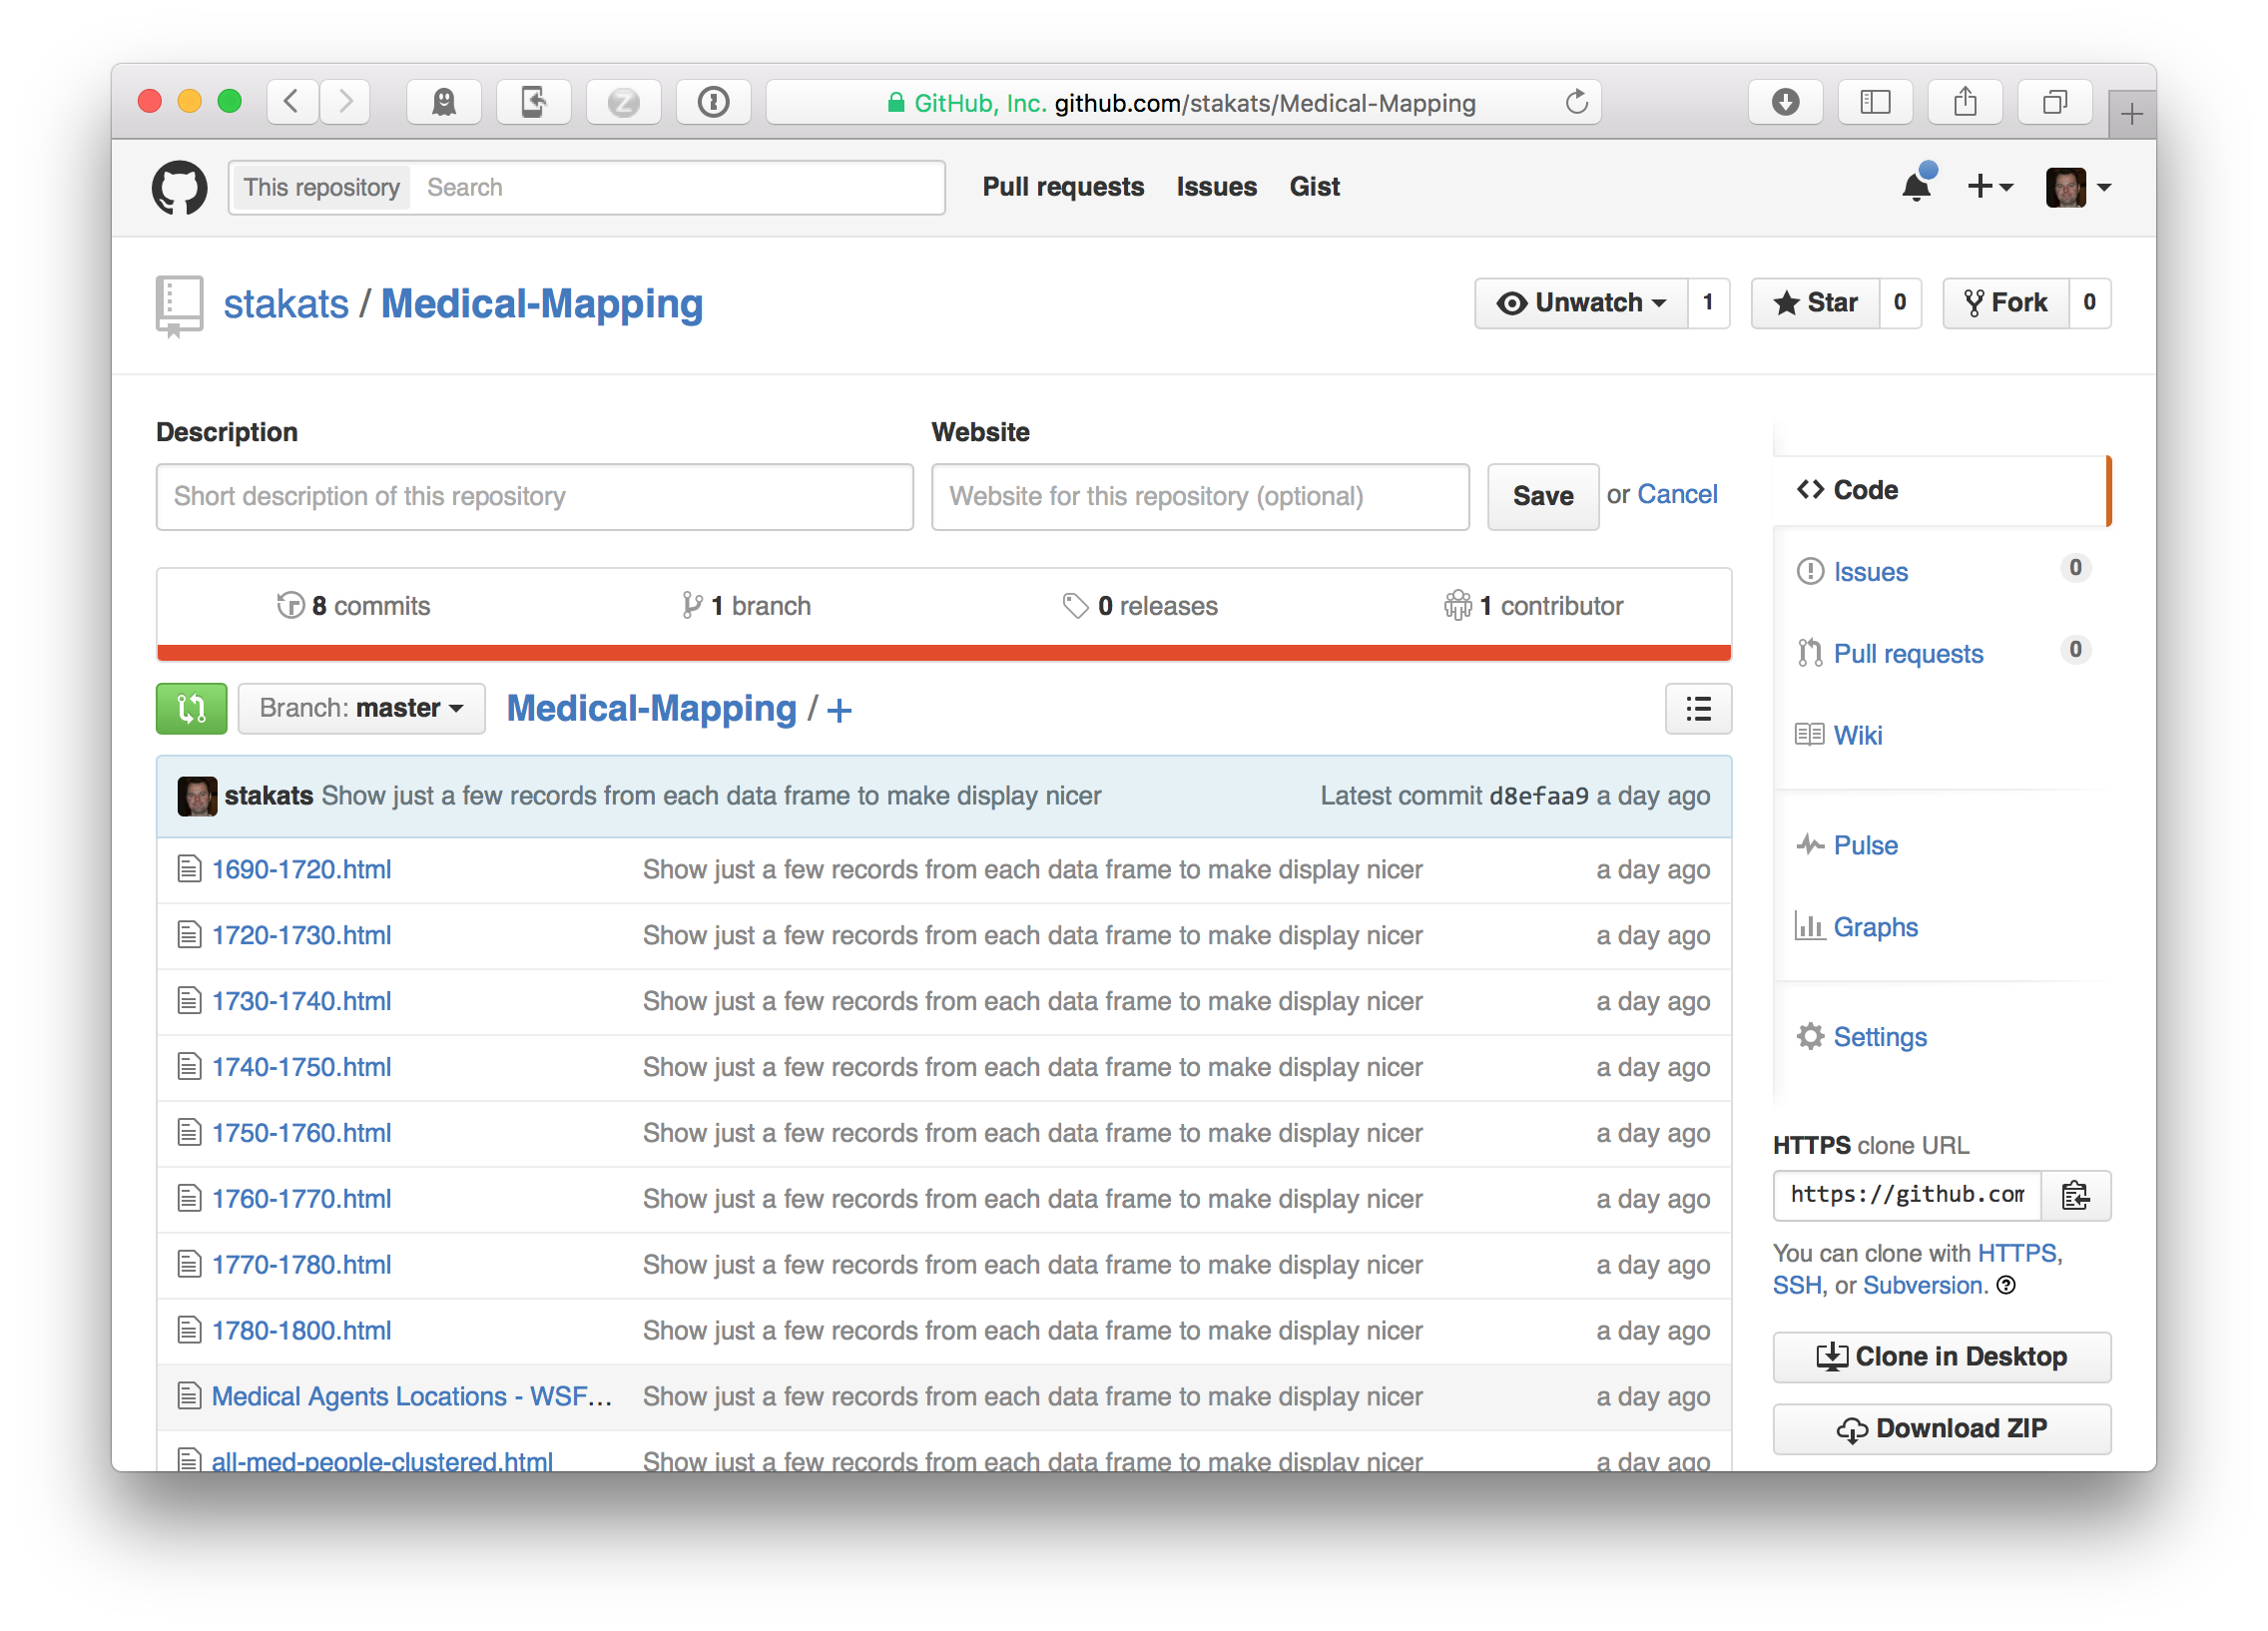 GitHub, Inc. github.com/stakats/Medical-Mapping
This repository Search Pull requests Issues Gist
stakats / Medical-Mapping Unwatch 1 Star 0 Fork 0
Description Website
Short description of this repository Website for this repository (optional) Save or Cancel
8 commits 1 branch 0 releases 1 contributor
Branch: master Medical-Mapping / +
stakats Show just a few records from each data frame to make display nicer Latest commit d8efaa9 a day ago
1690-1720.html Show just a few records from each data frame to make display nicer a day ago
1720-1730.html Show just a few records from each data frame to make display nicer a day ago
1730-1740.html Show just a few records from each data frame to make display nicer a day ago
1740-1750.html Show just a few records from each data frame to make display nicer a day ago
1750-1760.html Show just a few records from each data frame to make display nicer a day ago
1760-1770.html Show just a few records from each data frame to make display nicer a day ago
1770-1780.html Show just a few records from each data frame to make display nicer a day ago
1780-1800.html Show just a few records from each data frame to make display nicer a day ago
Medical Agents Locations - WSF… Show just a few records from each data frame to make display nicer a day ago
all-med-people-clustered.html Show just a few records from each data frame to make display nicer a day ago
Code
Issues 0
Pull requests 0
Wiki
Pulse
Graphs
Settings
HTTPS clone URL
https://github.com
You can clone with HTTPS,
SSH, or Subversion.
Clone in Desktop
Download ZIP